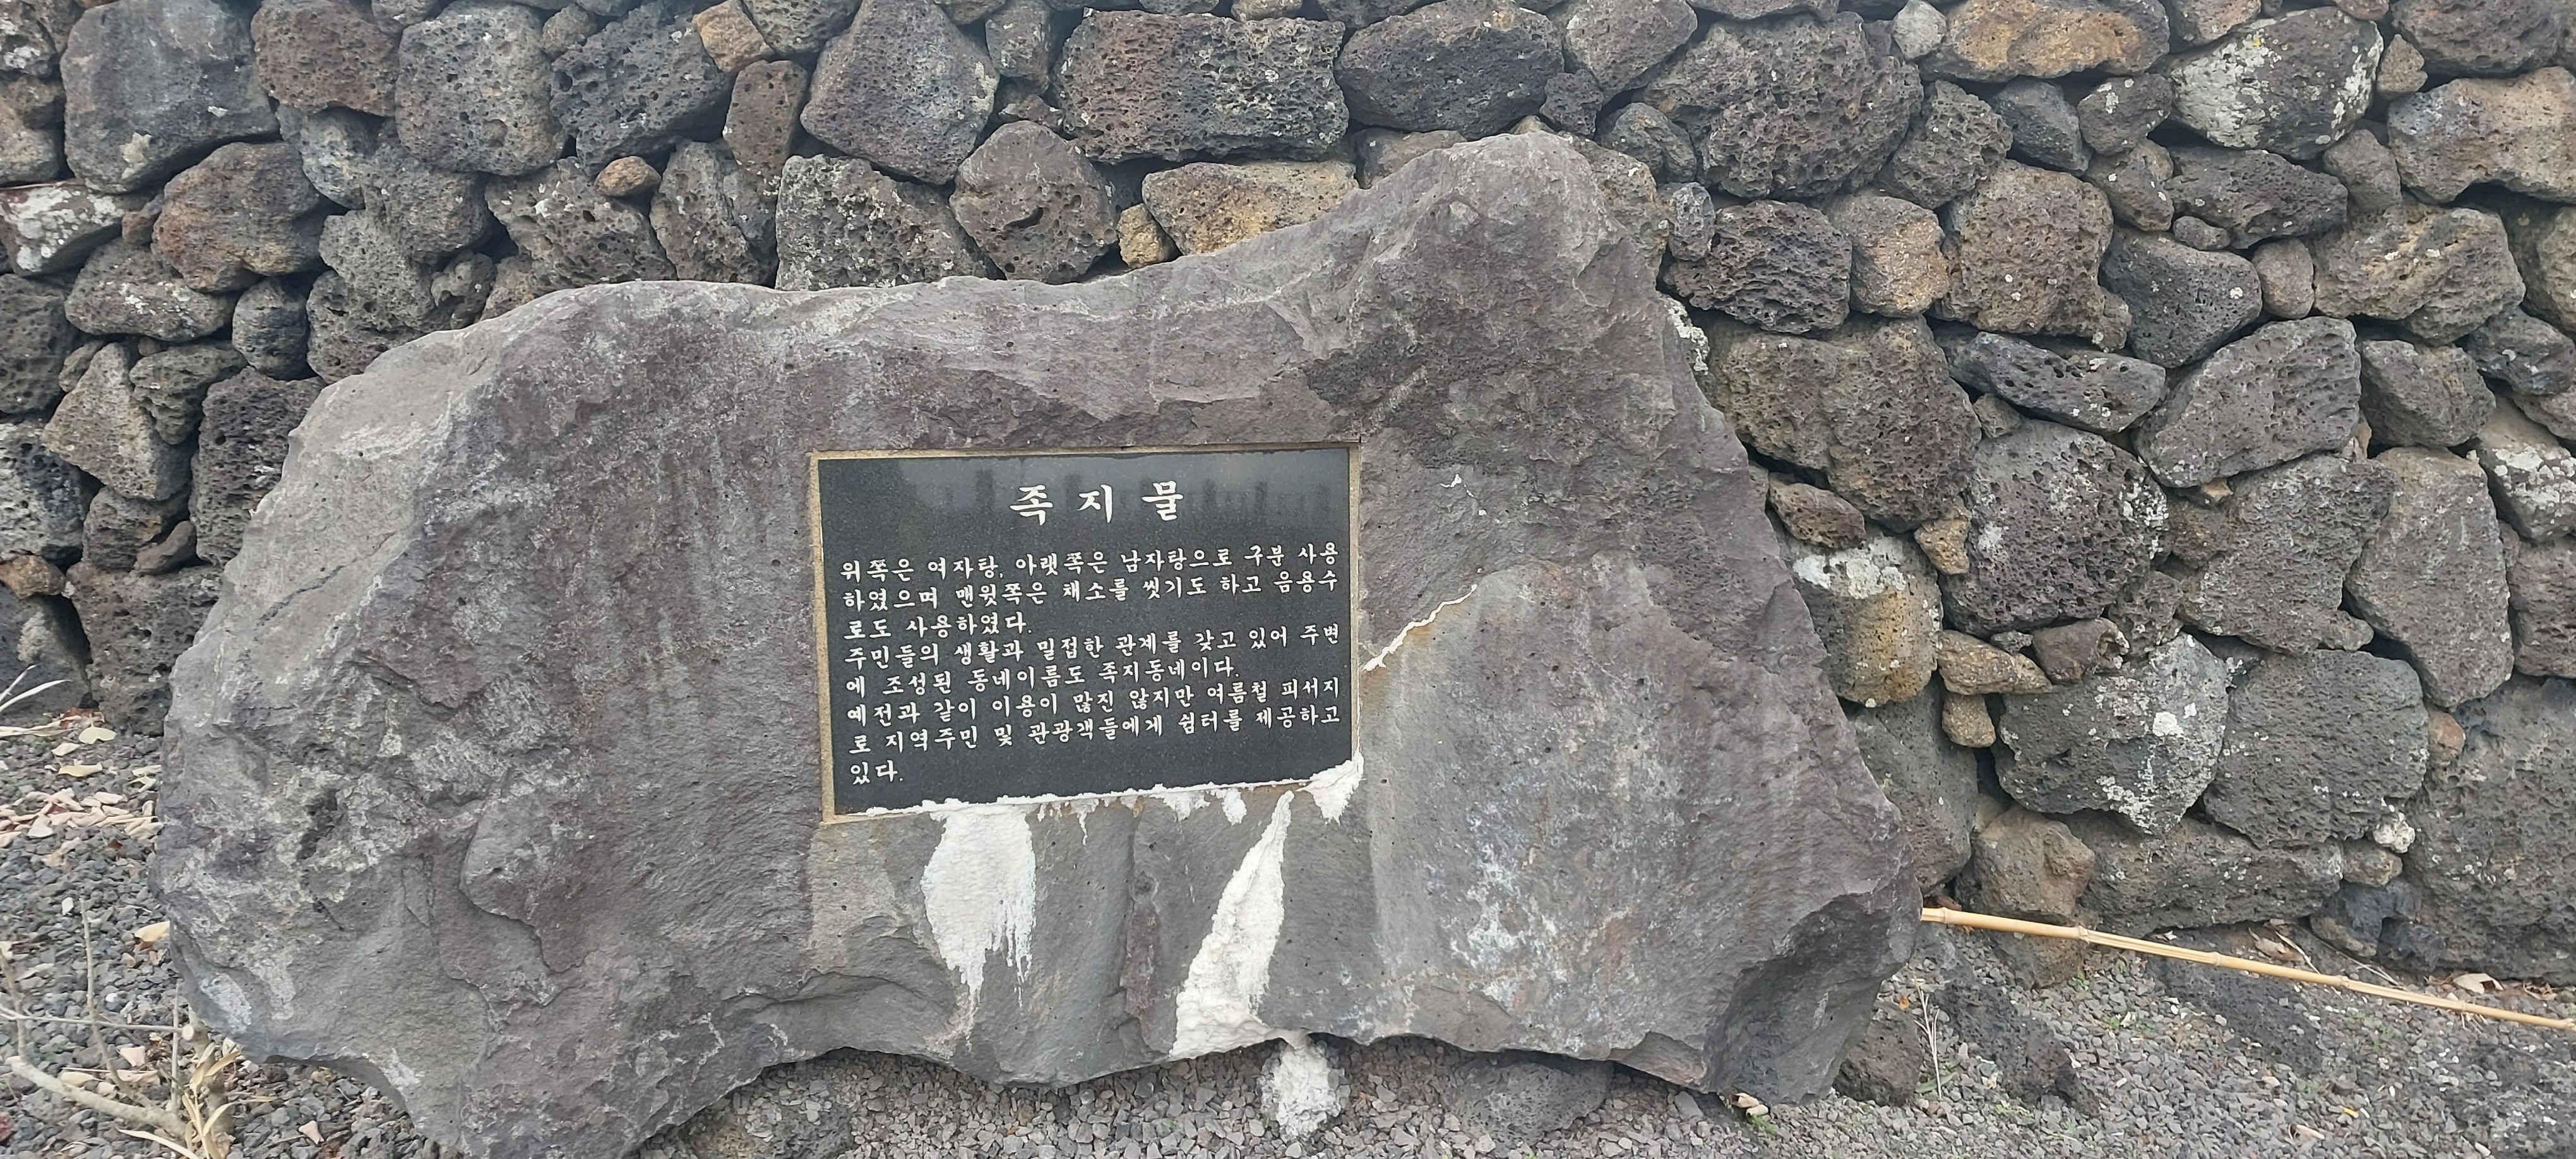 족지물
위쪽은 여자탕, 아랫쪽은 남자탕으로 구분 사용
하였으며 맨윗쪽은 채소를 씻기도 하고 음용수
로도 사용하였다.
주민들의 생활과 밀접한 관계를 갖고 있어 주변
에 조성된 동네이름도 족지동네이다.
예전과 같이 이용이 많진 않지만 여름철 피서지
로 지역주민 및 관광객들에게 쉼터를 제공하고
있다.